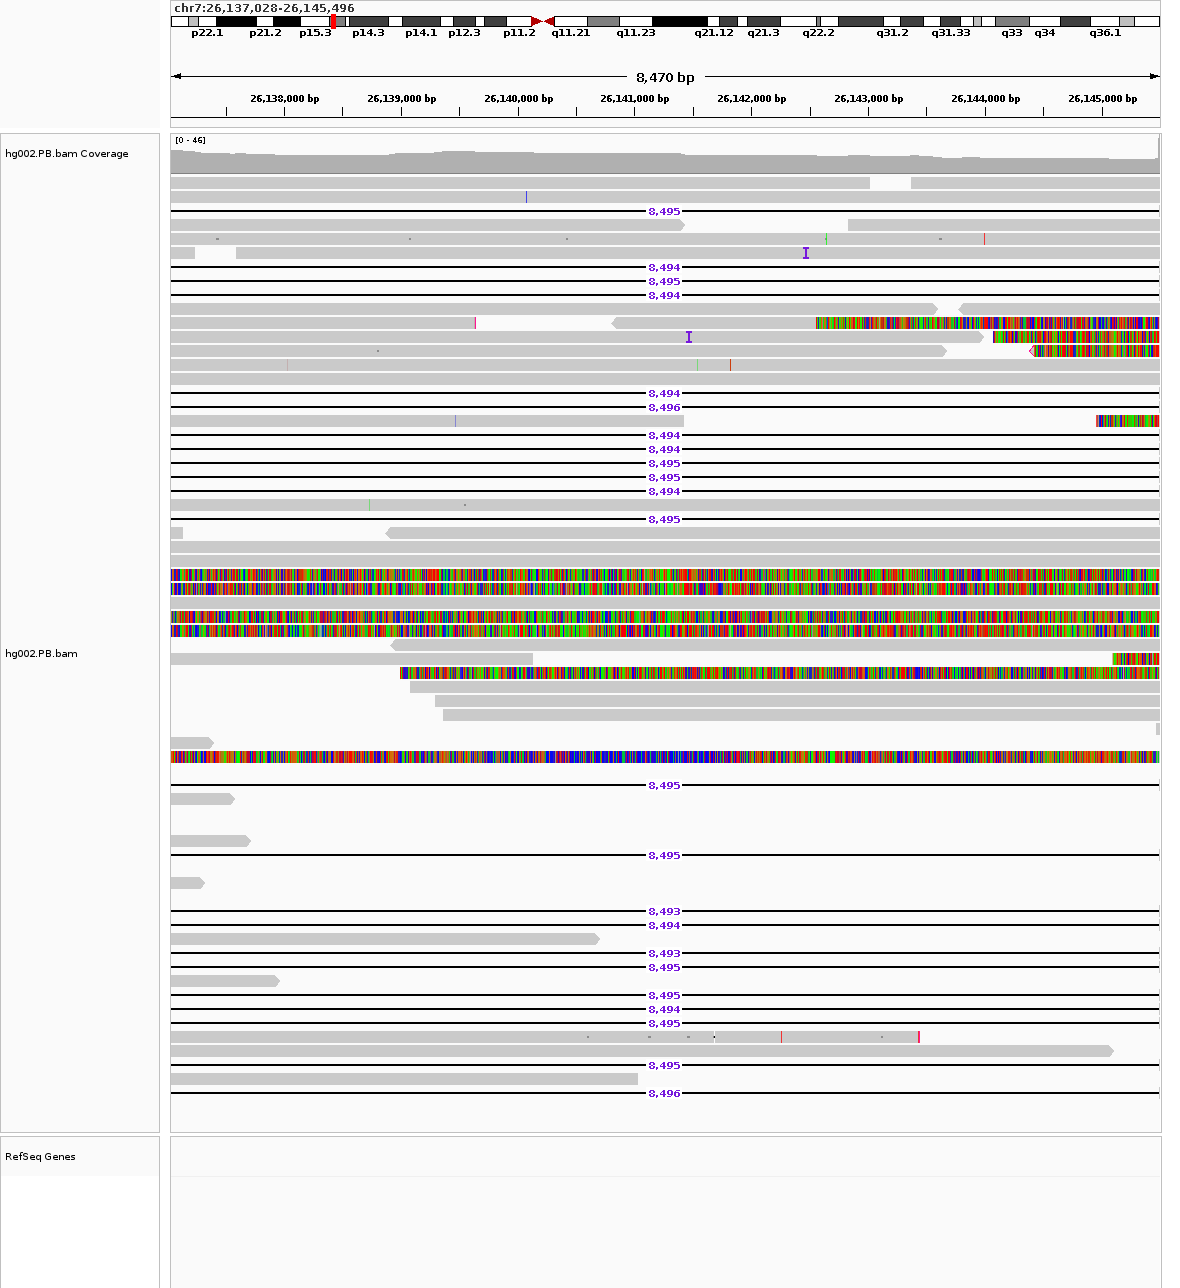 chr7:26,137,028-26,145,496
p22.1 p21.2 p15.3 p14.3 p14.1 p12.3 p11.2 q11.21 q11.23 q21.12 q21.3 q22.2 q31.2 q31.33 q33 q34 q36.1
8,470 bp
26,138,000 bp 26,139,000 bp 26,140,000 bp 26,141,000 bp 26,142,000 bp 26,143,000 bp 26,144,000 bp 26,145,000 bp
[0 - 46]
hg002.PB.bam Coverage
8,495
8,494
8,495
8,494
8,494
8,496
8,494
8,494
8,495
8,495
8,494
8,495
hg002.PB.bam
8,495
8,495
8,493
8,494
8,493
8,495
8,495
8,494
8,495
8,495
8,496
RefSeq Genes